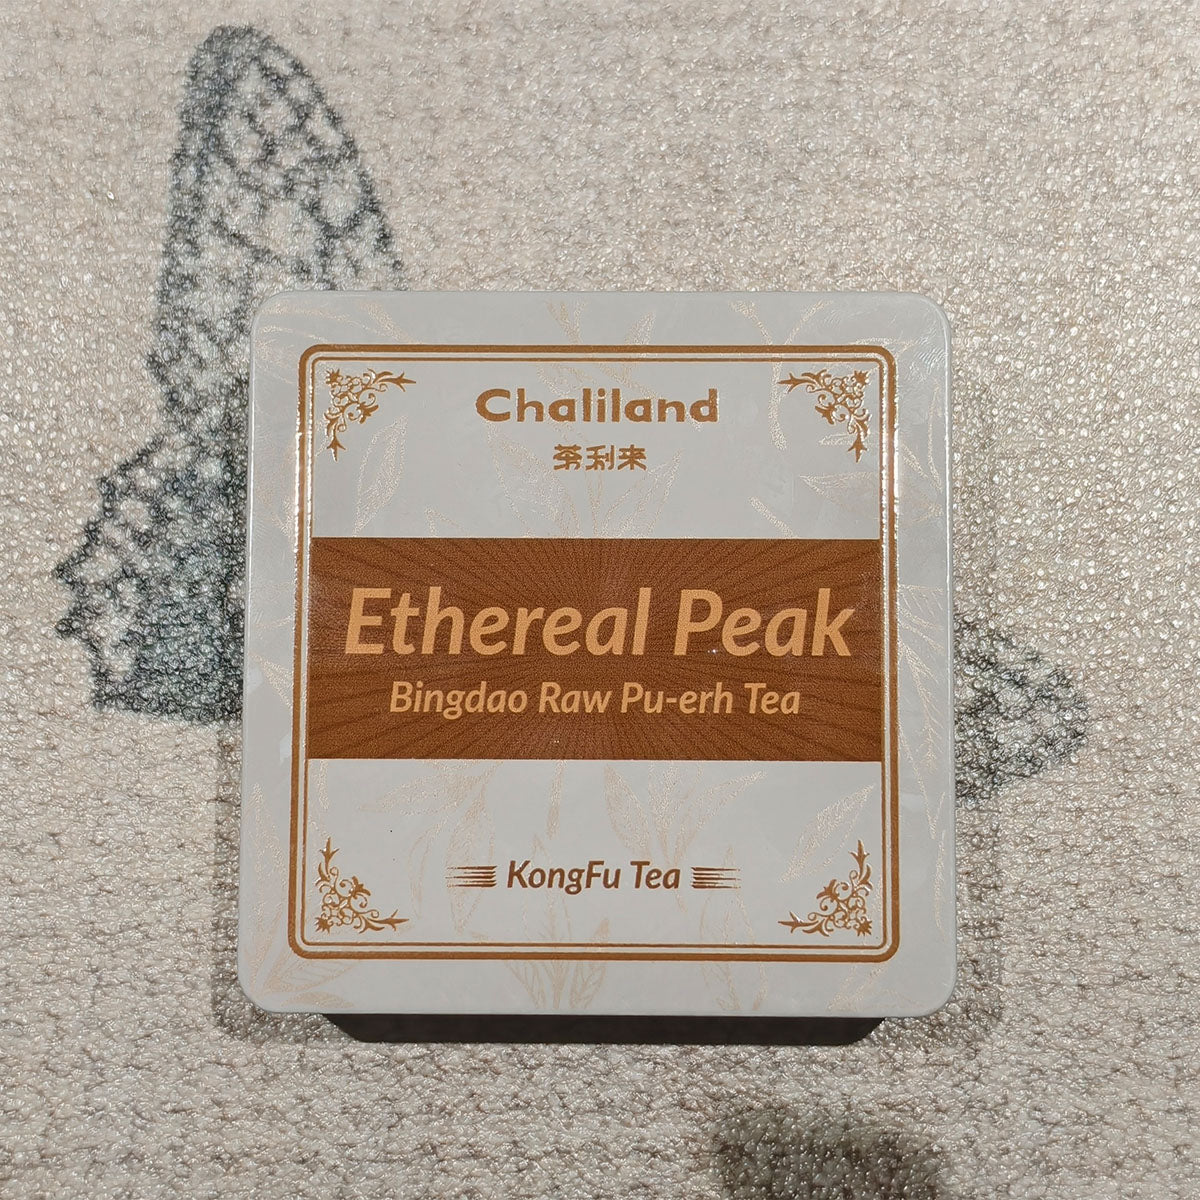 Chaliland
茶利来
Ethereal Peak
Bingdao Raw Pu-erh Tea
KongFu Tea